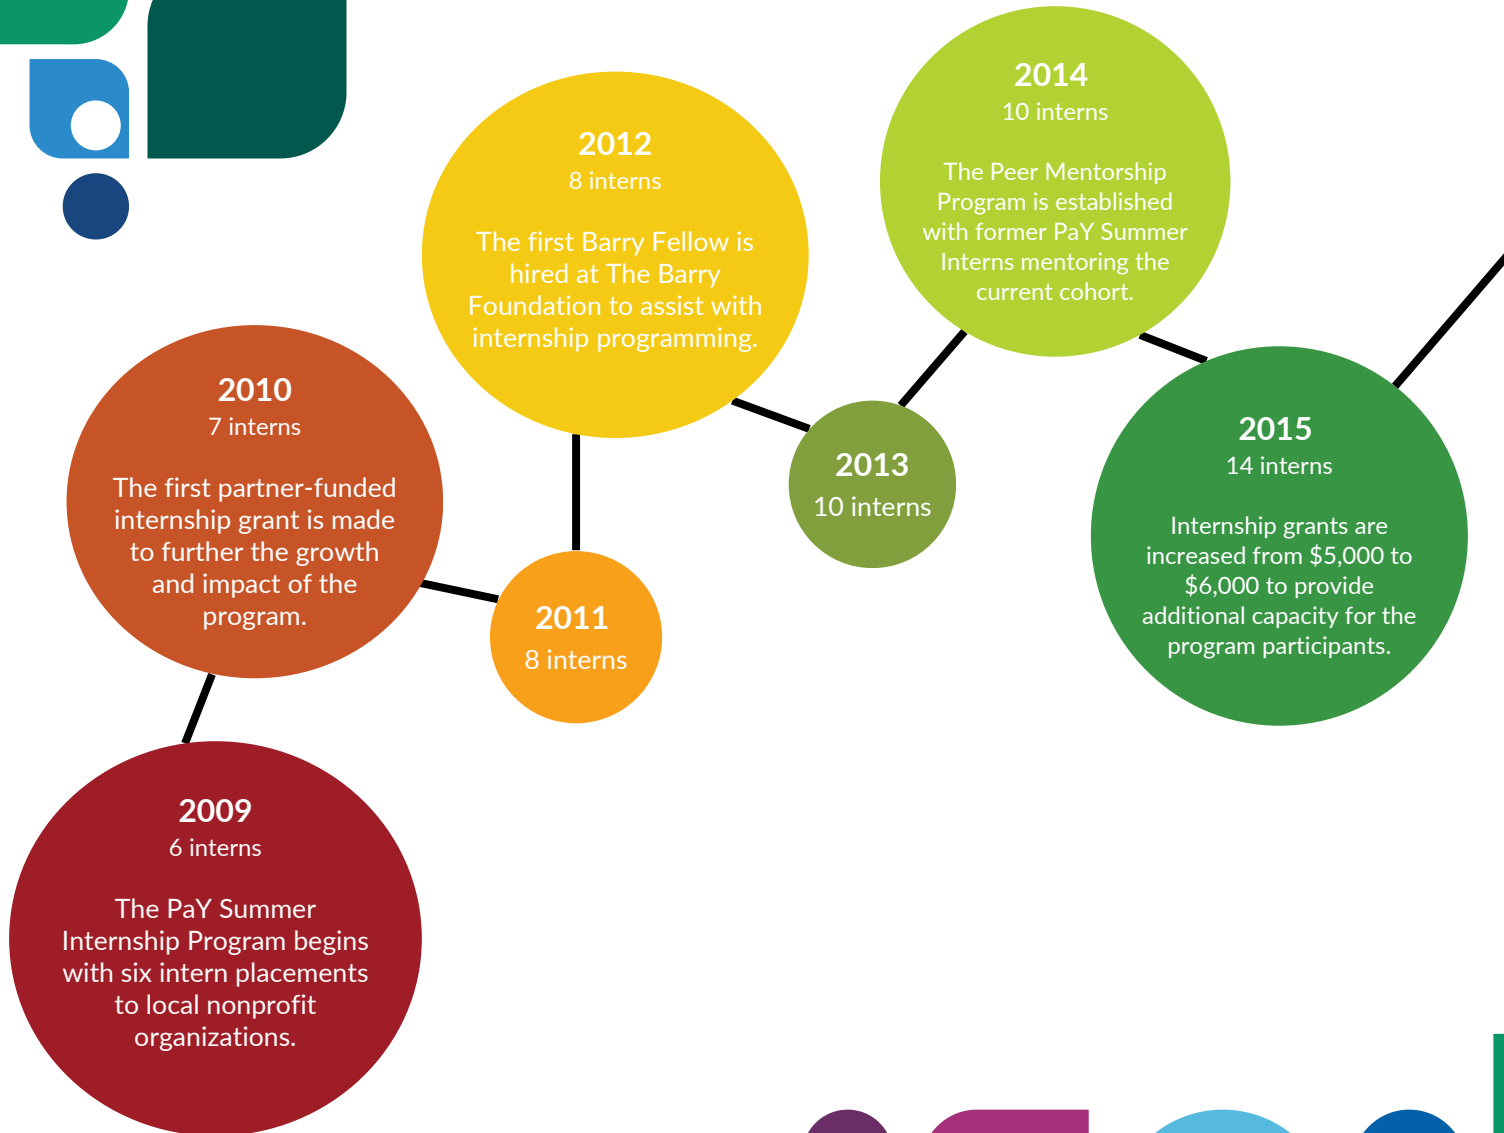 2009
6 interns
The PaY Summer
Internship Program begins
with six intern placements
to local nonprofit
organizations.
2010
7 interns
The first partner-funded
internship grant is made
to further the growth
and impact of the
program.
2011
8 interns
2012
8 interns
The first Barry Fellow is
hired at The Barry
Foundation to assist with
internship programming.
2013
10 interns
2014
10 interns
The Peer Mentorship
Program is established
with former PaY Summer
Interns mentoring the
current cohort.
2015
14 interns
Internship grants are
increased from $5,000 to
$6,000 to provide
additional capacity for the
program participants.